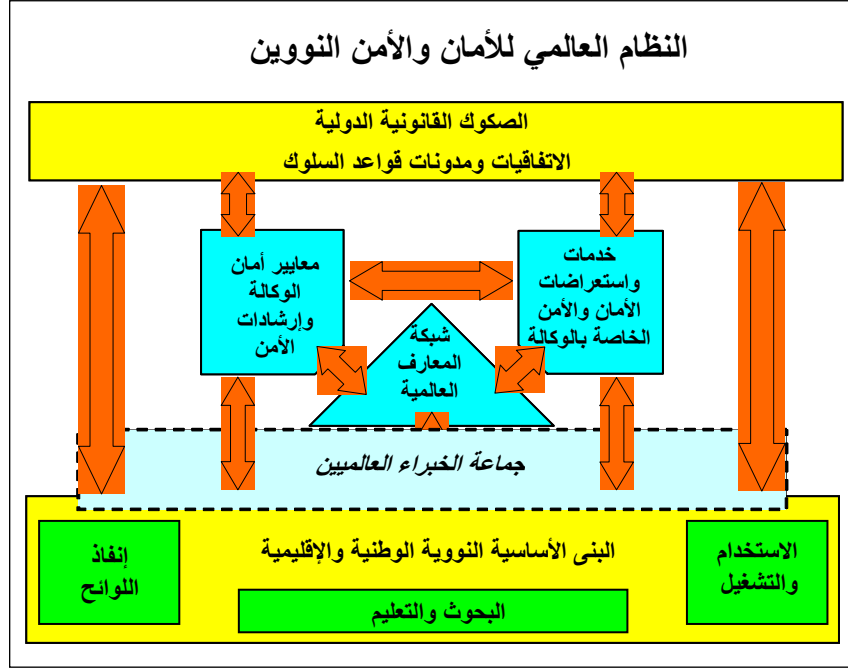 النظام العالمي للأمان والأمن النووين
الصكوك القانونية الدولية
الاتفاقيات ومدونات قواعد السلوك
خدمات
واستعراضات
الأمان والأمن
الخاصة بالوكالة
معايير أمان
الوكالة
وإرشادات
الأمن
شبكة
المعارف
العالمية
جماعة الخبراء العالميين
البنى الأساسية النووية الوطنية والإقليمية
الاستخدام
والتشغيل
إنفاذ
اللوائح
البحوث والتعليم